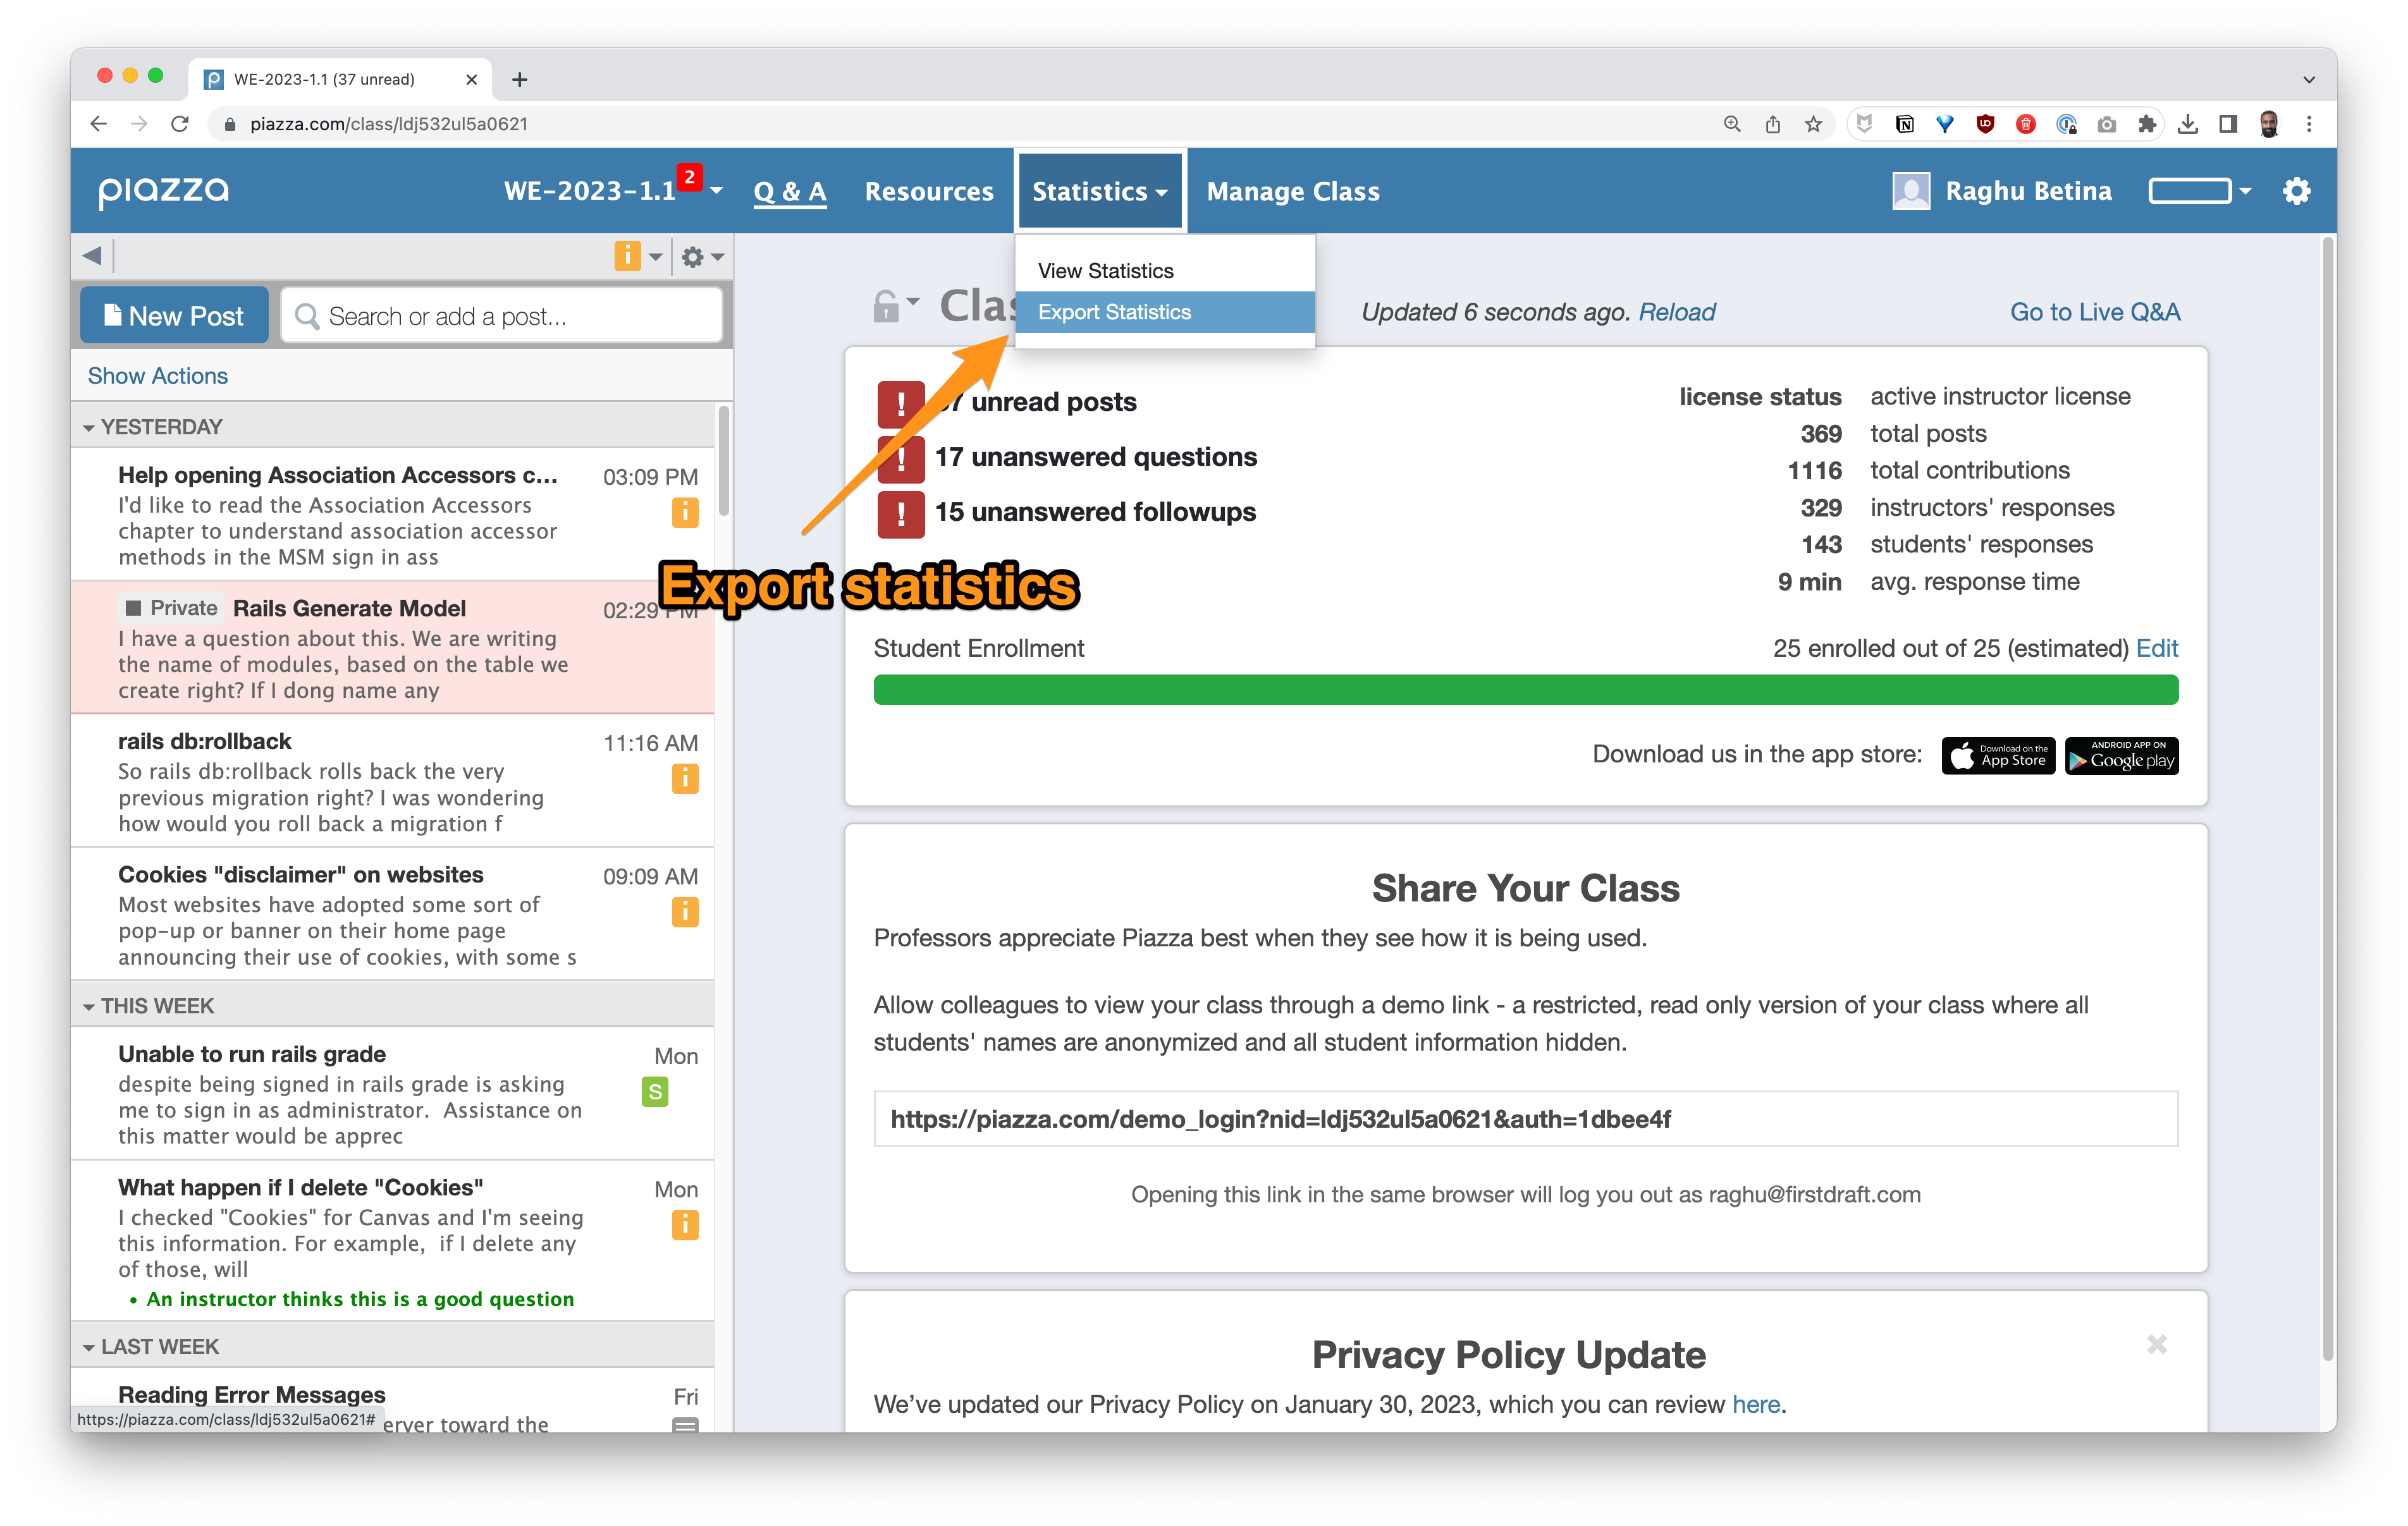 WE-2023-1.1 (37 unread)
piazza.com/class/ldj532ul5a0621
piazza
WE-2023-1.1 2
Q & A
Resources
Statistics
Manage Class
Raghu Betina
View Statistics
Export Statistics
New Post
Search or add a post...
Show Actions
YESTERDAY
Help opening Association Accessors c... 03:09 PM
I'd like to read the Association Accessors
chapter to understand association accessor
methods in the MSM sign in ass
Private Rails Generate Model 02:29 PM
I have a question about this. We are writing
the name of modules, based on the table we
create right? If I dong name any
rails db:rollback 11:16 AM
So rails db:rollback rolls back the very
previous migration right? I was wondering
how would you roll back a migration f
Cookies "disclaimer" on websites 09:09 AM
Most websites have adopted some sort of
pop-up or banner on their home page
announcing their use of cookies, with some s
THIS WEEK
Unable to run rails grade Mon
despite being signed in rails grade is asking
me to sign in as administrator. Assistance on
this matter would be apprec
S
What happen if I delete "Cookies" Mon
I checked "Cookies" for Canvas and I'm seeing
this information. For example, if I delete any
of those, will
• An instructor thinks this is a good question
LAST WEEK
Reading Error Messages Fri
erver toward the
https://piazza.com/class/ldj532ul5a0621#
Updated 6 seconds ago. Reload
Go to Live Q&A
unread posts
17 unanswered questions
15 unanswered followups
license status active instructor license
369 total posts
1116 total contributions
329 instructors' responses
143 students' responses
9 min avg. response time
Export statistics
Student Enrollment
25 enrolled out of 25 (estimated) Edit
Download us in the app store:
Download on the
App Store
ANDROID APP ON
Google play
Share Your Class
Professors appreciate Piazza best when they see how it is being used.
Allow colleagues to view your class through a demo link - a restricted, read only version of your class where all
students' names are anonymized and all student information hidden.
https://piazza.com/demo_login?nid=ldj532ul5a0621&auth=1dbee4f
Opening this link in the same browser will log you out as raghu@firstdraft.com
Privacy Policy Update
We've updated our Privacy Policy on January 30, 2023, which you can review here.